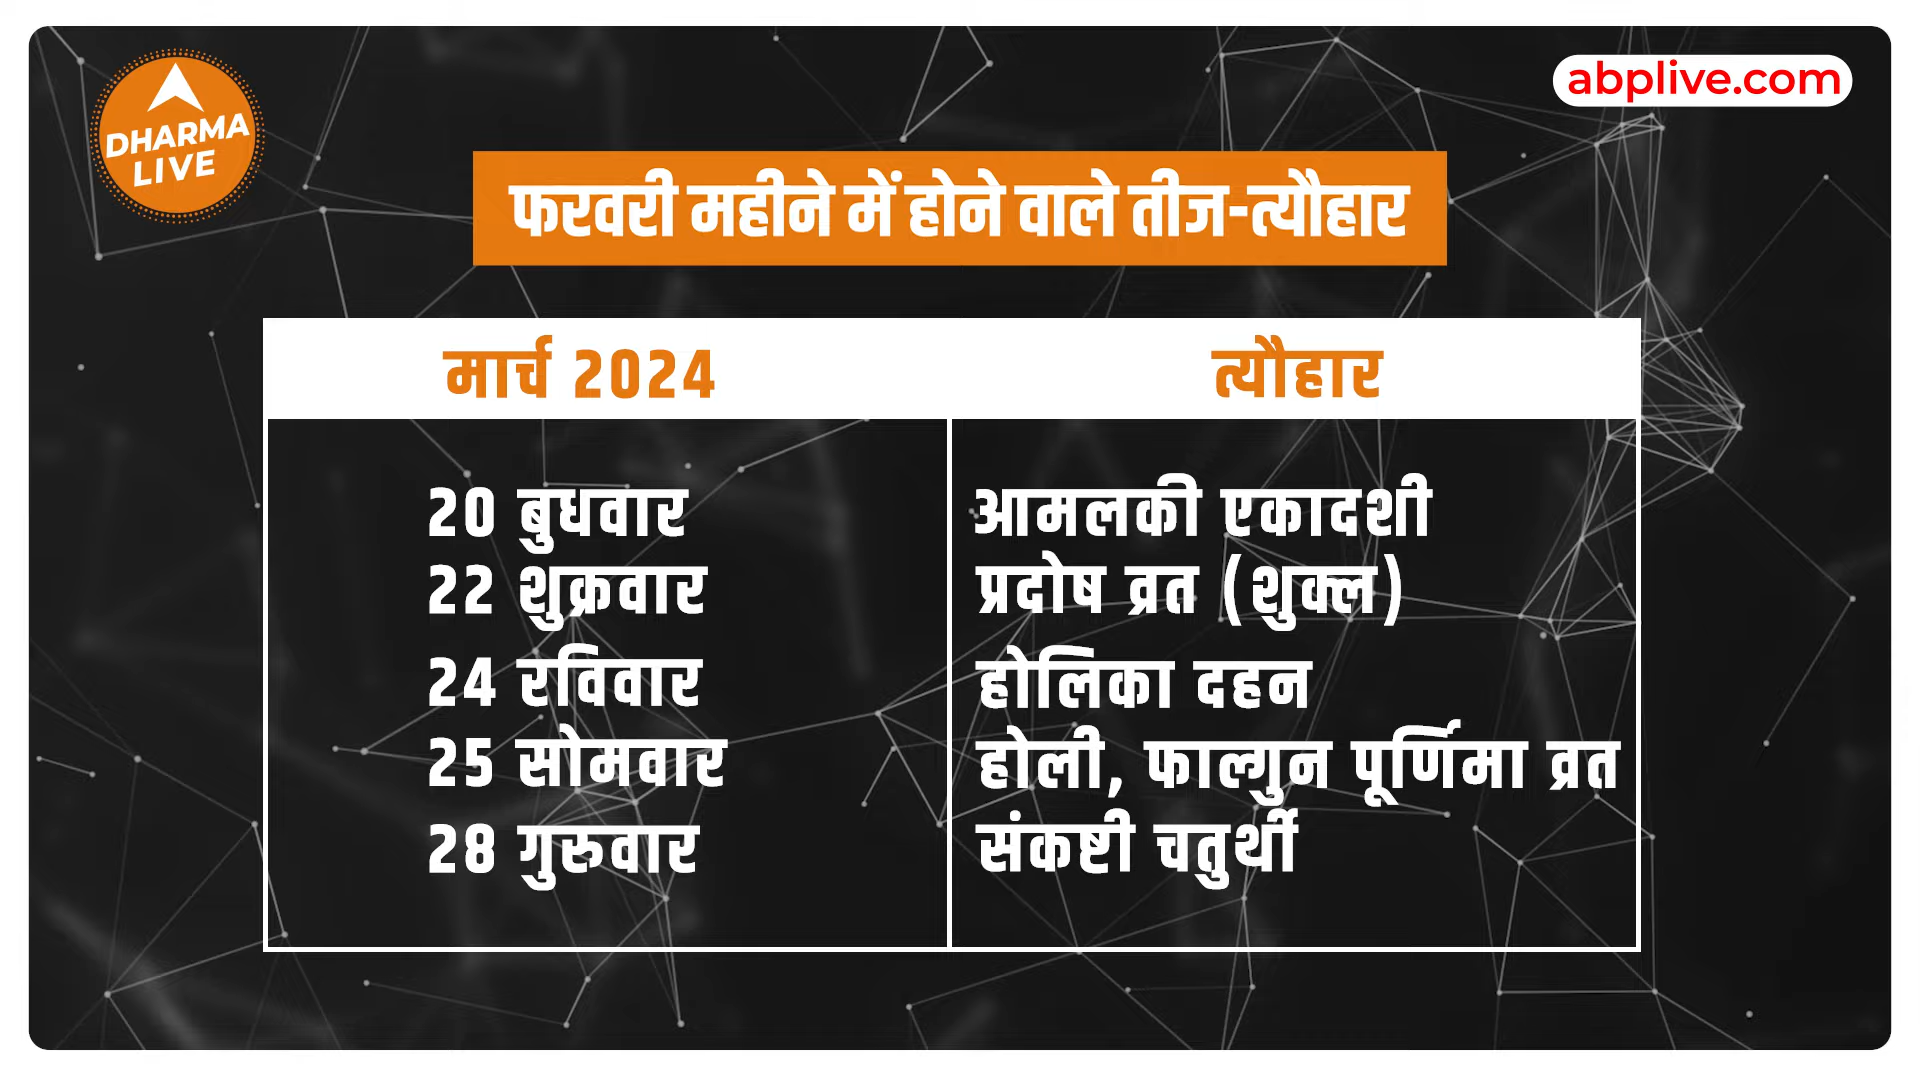 DHARMA
LIVE
abplive.com
फरवरी महीने में होने वाले तीज-त्यौहार
मार्च 2024 त्यौहार
20 बुधवार आमलकी एकादशी
22 शुक्रवार प्रदोष व्रत (शुक्ल)
24 रविवार होलिका दहन
25 सोमवार होली, फाल्गुन पूर्णिमा व्रत
28 गुरुवार संकष्टी चतुर्थी